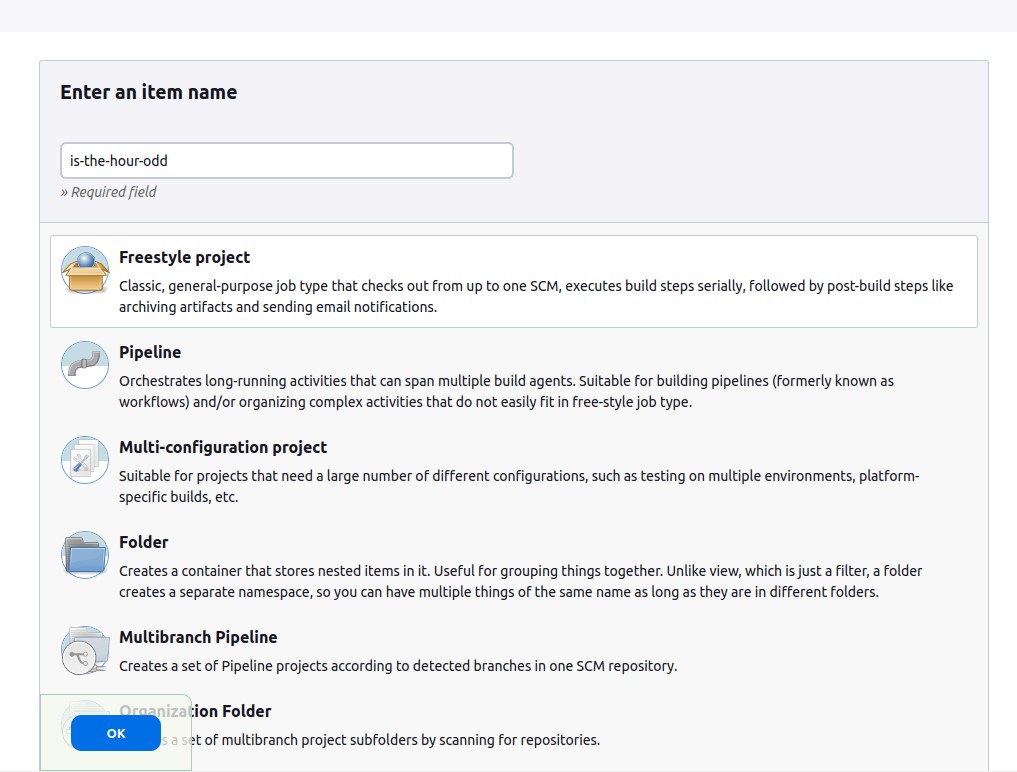 Enter an item name
is-the-hour-odd
» Required field
Freestyle project
Classic, general-purpose job type that checks out from up to one SCM, executes build steps serially, followed by post-build steps like
archiving artifacts and sending email notifications.
Pipeline
Orchestrates long-running activities that can span multiple build agents. Suitable for building pipelines (formerly known as
workflows) and/or organizing complex activities that do not easily fit in free-style job type.
Multi-configuration project
Suitable for projects that need a large number of different configurations, such as testing on multiple environments, platform-
specific builds, etc.
Folder
Creates a container that stores nested items in it. Useful for grouping things together. Unlike view, which is just a filter, a folder
creates a separate namespace, so you can have multiple things of the same name as long as they are in different folders.
Multibranch Pipeline
Creates a set of Pipeline projects according to detected branches in one SCM repository.
Organization Folder
OK
a set of multibranch project subfolders by scanning for repositories.